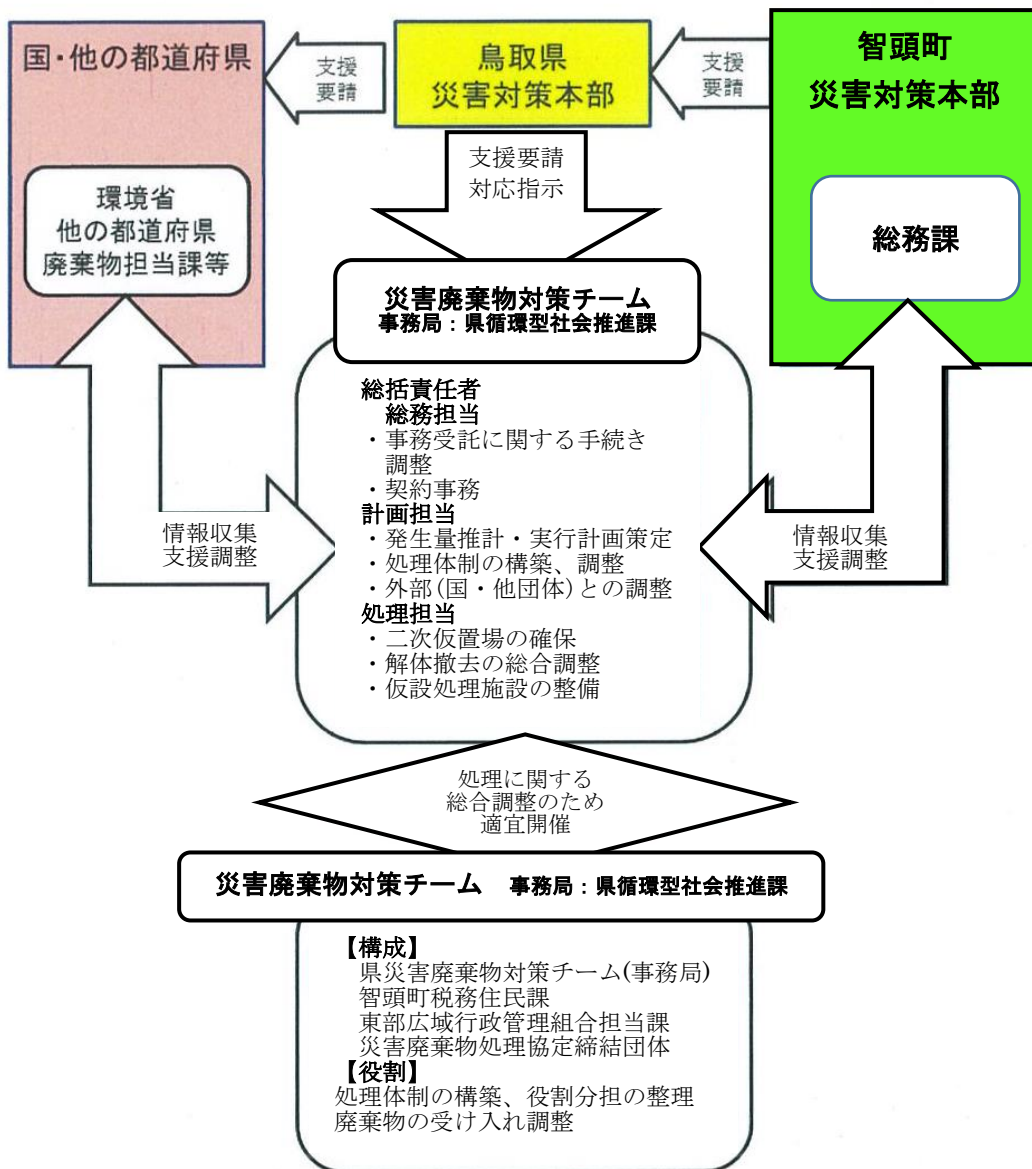 国・他の都道府県
支援
要請
鳥取県
災害対策本部
支援
要請
智頭町
災害対策本部
環境省
他の都道府県
廃棄物担当課等
支援要請
対応指示
総務課
災害廃棄物対策チーム
事務局：県循環型社会推進課
総括責任者
総務担当
・事務受託に関する手続き
調整
・契約事務
計画担当
・発生量推計・実行計画策定
・処理体制の構築、調整
・外部(国・他団体)との調整
処理担当
・二次仮置場の確保
・解体撤去の総合調整
・仮設処理施設の整備
情報収集
支援調整
情報収集
支援調整
処理に関する
総合調整のため
適宜開催
災害廃棄物対策チーム　事務局：県循環型社会推進課
【構成】
県災害廃棄物対策チーム(事務局)
智頭町税務住民課
東部広域行政管理組合担当課
災害廃棄物処理協定締結団体
【役割】
処理体制の構築、役割分担の整理
廃棄物の受け入れ調整